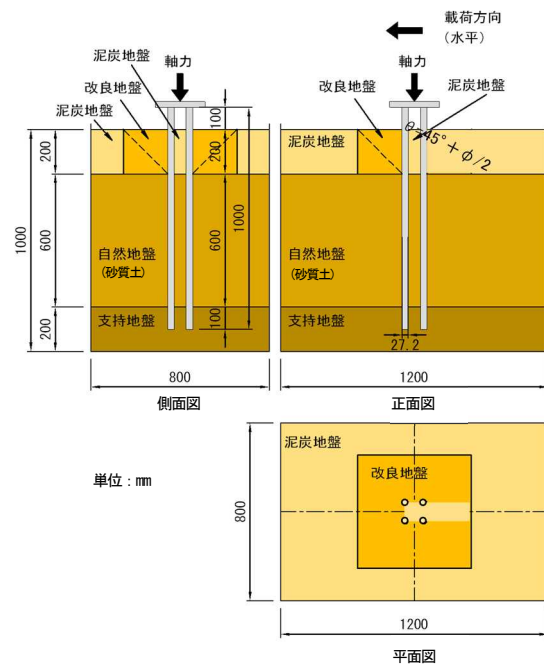 載荷方向
(水平)
軸力
泥炭地盤
改良地盤
泥炭地盤
軸力
泥炭地盤
改良地盤
泥炭地盤
θ=45°+φ/2
100
200
1000
200
600
1000
600
200
100
自然地盤
(砂質土)
支持地盤
自然地盤
(砂質土)
支持地盤
27.2
800
側面図
1200
正面図
単位：㎜
泥炭地盤
改良地盤
800
1200
平面図